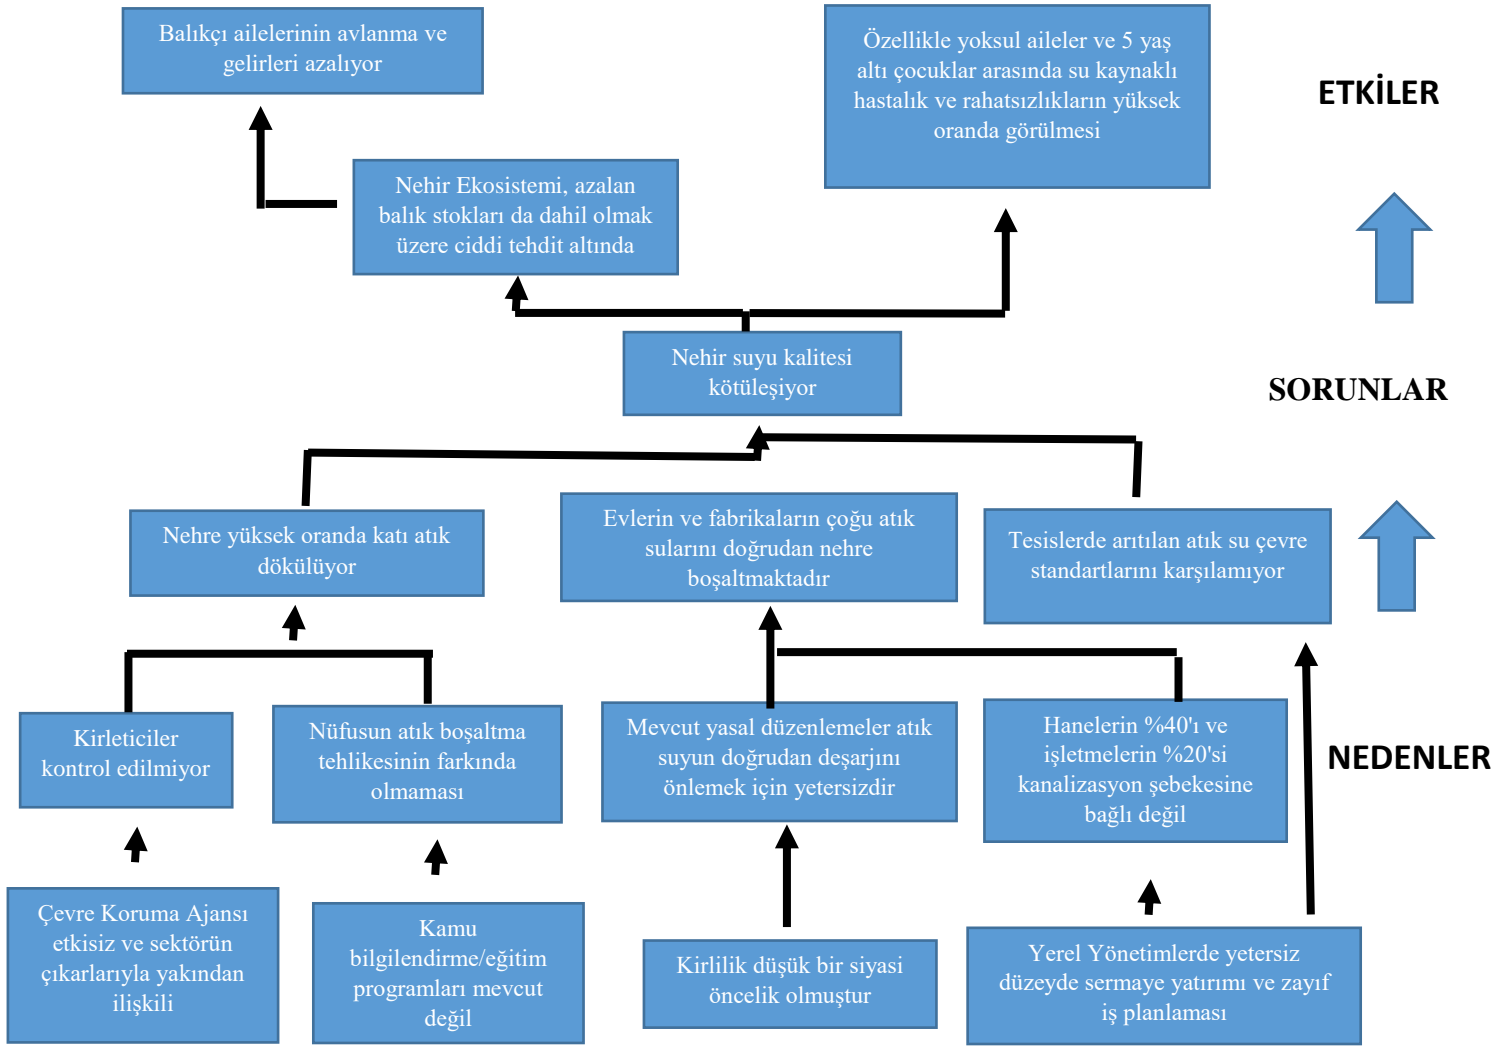 Balıkçı ailelerinin avlanma ve
gelirleri azalıyor
Özellikle yoksul aileler ve 5 yaş
altı çocuklar arasında su kaynaklı
hastalık ve rahatsızlıkların yüksek
oranda görülmesi
ETKİLER
Nehir Ekosistemi, azalan
balık stokları da dahil olmak
üzere ciddi tehdit altında
Nehir suyu kalitesi
kötüleşiyor
SORUNLAR
Nehre yüksek oranda katı atık
dökülüyor
Evlerin ve fabrikaların çoğu atık
sularını doğrudan nehre
boşaltmaktadır
Tesislerde arıtılan atık su çevre
standartlarını karşılamıyor
Kirleticiler
kontrol edilmiyor
Nüfusun atık boşaltma
tehlikesinin farkında
olmaması
Mevcut yasal düzenlemeler atık
suyun doğrudan deşarjını
önlemek için yetersizdir
Hanelerin %40'ı ve
işletmelerin %20'si
kanalizasyon şebekesine
bağlı değil
NEDENLER
Çevre Koruma Ajansı
etkisiz ve sektörün
çıkarlarıyla yakından
ilişkili
Kamu
bilgilendirme/eğitim
programları mevcut
değil
Kirlilik düşük bir siyasi
öncelik olmuştur
Yerel Yönetimlerde yetersiz
düzeyde sermaye yatırımı ve zayıf
iş planlaması